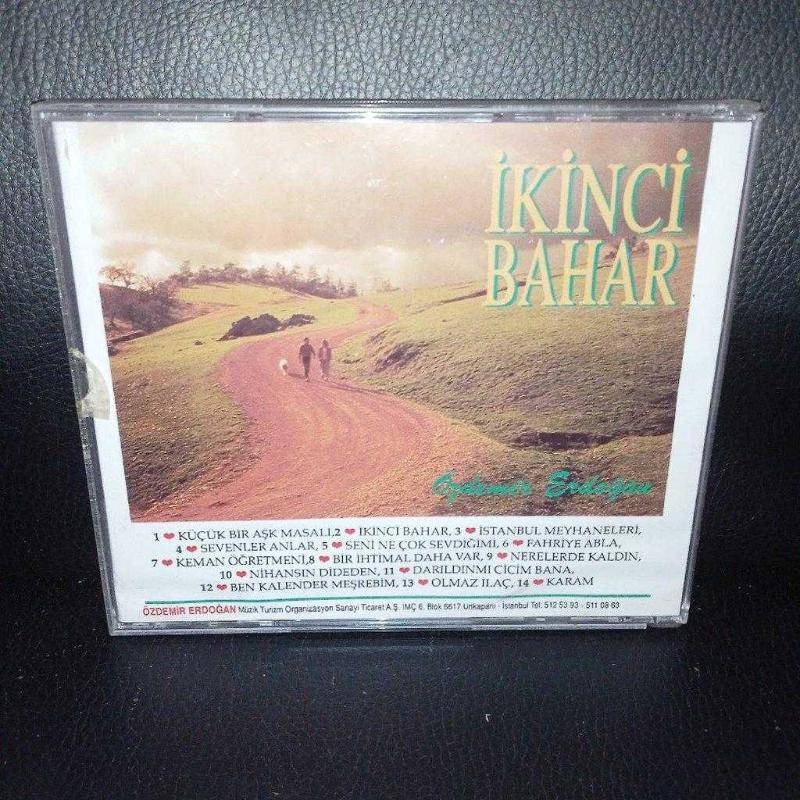 İKİNCİ
BAHAR
Özdemir Erdoğan
1 ❤ KÜÇÜK BİR AŞK MASALI,2 ❤ İKİNCİ BAHAR, 3 ❤ İSTANBUL MEYHANELERİ,
4 ❤ SEVENLER ANLAR, 5 ❤ SENİ NE ÇOK SEVDİĞİMİ, 6 ❤ FAHRİYE ABLA,
7 ❤ KEMAN ÖĞRETMENİ,8 ❤ BİR İHTİMAL DAHA VAR, 9 ❤ NERELERDE KALDIN,
10 ❤ NİHANSIN DİDEDEN, 11 ❤ DARILDINMI CİCİM BANA,
12 ❤ BEN KALENDER MEŞREBİM, 13 ❤ OLMAZ İLAÇ, 14 ❤ KARAM
ÖZDEMİR ERDOĞAN Müzik Turizm Organizasyon Sanayi Ticaret A.Ş. İMÇ 6. Blok 6617 Unkapanı - İstanbul Tel: 512 53 93 - 511 08 63